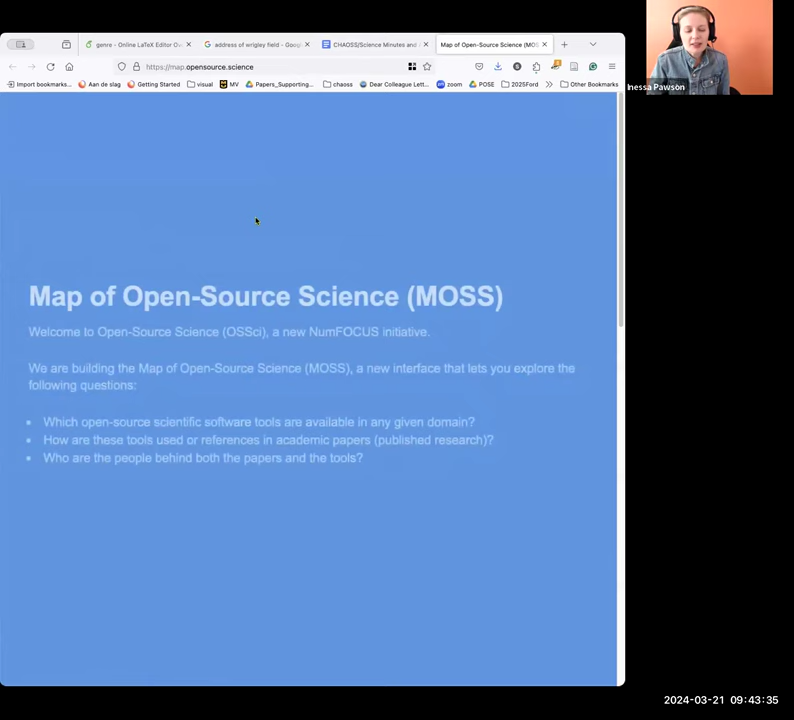 genre - Online LaTeX Editor Ov
address of wrigley field - Goog
CHAOSS/Science Minutes and
Map of Open-Source Science (MOS
https://map.opensource.science
Import bookmarks...
Aan de slag
Getting Started
visual
MV
Papers_Supporting...
chaoss
Dear Colleague Lett...
zoom
POSE
2025Ford
Other Bookmarks
Inessa Pawson
Map of Open-Source Science (MOSS)
Welcome to Open-Source Science (OSSci), a new NumFOCUS initiative.
We are building the Map of Open-Source Science (MOSS), a new interface that lets you explore the
following questions:
Which open-source scientific software tools are available in any given domain?
How are these tools used or references in academic papers (published research)?
Who are the people behind both the papers and the tools?
2024-03-21 09:43:35